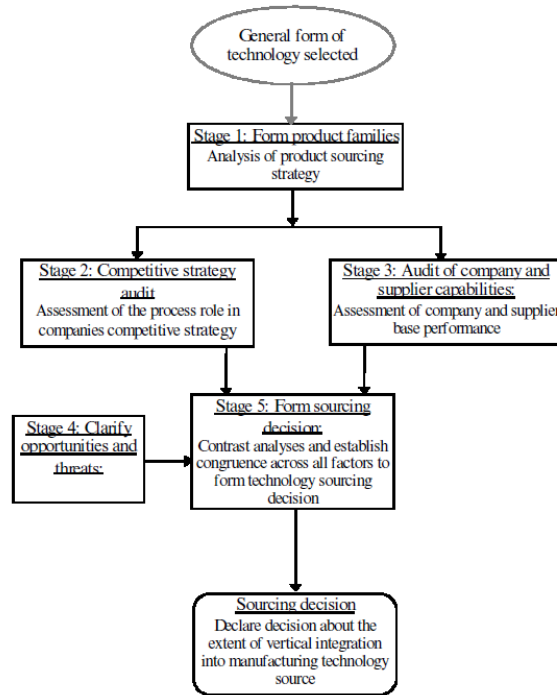 General form of
technology selected
Stage 1: Form product families
Analysis of product sourcing
strategy
Stage 2: Competitive strategy
audit
Assessment of the process role in
companies competitive strategy
Stage 3: Audit of company and
supplier capabilities:
Assessment of company and supplier
base performance
Stage 4: Clarify
opportunities and
threats:
Stage 5: Form sourcing
decision:
Contrast analyses and establish
congruence across all factors to
form technology sourcing
decision
Sourcing decision
Declare decision about the
extent of vertical integration
into manufacturing technology
source